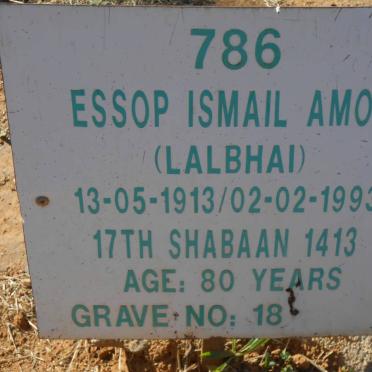 786
ESSOP ISMAIL AMO
(LALBHAI)
13-05-1913/02-02-1993
17TH SHABAAN 1413
AGE: 80 YEARS
GRAVE NO: 18